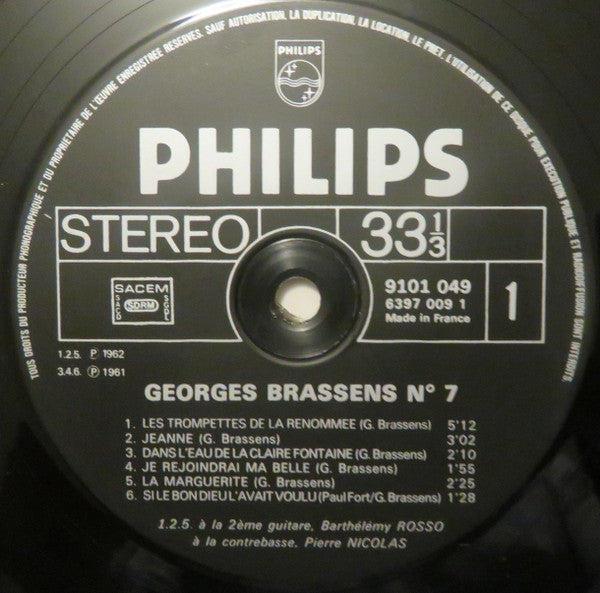 TOUS DROITS DU PRODUCTEUR PHONOGRAPHIQUE ET DU PROPRIETAIRE DE L'ŒUVRE ENREGISTREE RESERVES. SAUF AUTORISATION, LA DUPLICATION, LA LOCATION, LE PRET, L'UTILISATION DE CE DISQUE POUR EXECUTION PUBLIQUE ET RADIODIFFUSION SONT INTERDITS
PHILIPS
PHILIPS
STEREO
33 1/3
SACEM
SACD SDRM SGDL
9101 049
6397 009 1
Made in France
1
1.2.5. ℗ 1962
3.4.6. ℗ 1961
GEORGES BRASSENS N° 7
1. LES TROMPETTES DE LA RENOMMEE (G. Brassens) 5'12
2. JEANNE (G. Brassens) 3'02
3. DANS L'EAU DE LA CLAIRE FONTAINE (G. Brassens) 2'10
4. JE REJOINDRAI MA BELLE (G. Brassens) 1'55
5. LA MARGUERITE (G. Brassens) 2'25
6. SI LE BON DIEU L'AVAIT VOULU (Paul Fort/G. Brassens) 1'28
1.2.5. à la 2ème guitare, Barthélémy ROSSO
à la contrebasse, Pierre NICOLAS